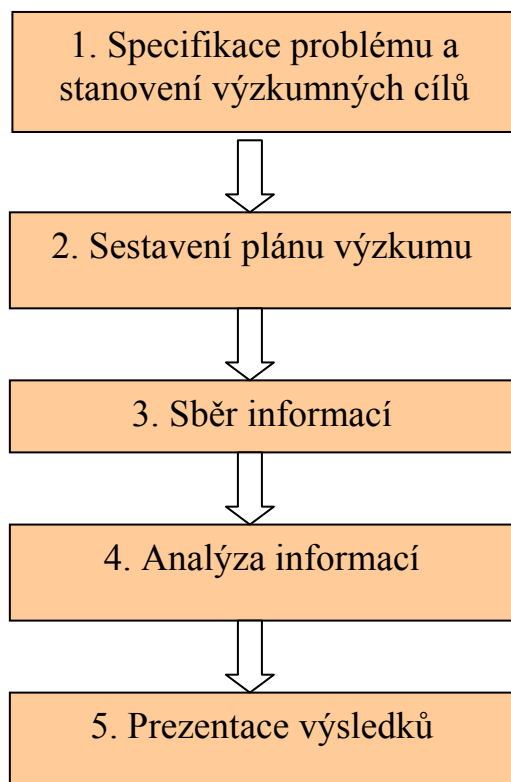 1. Specifikace problému a
stanovení výzkumných cílů
2. Sestavení plánu výzkumu
3. Sběr informací
4. Analýza informací
5. Prezentace výsledků